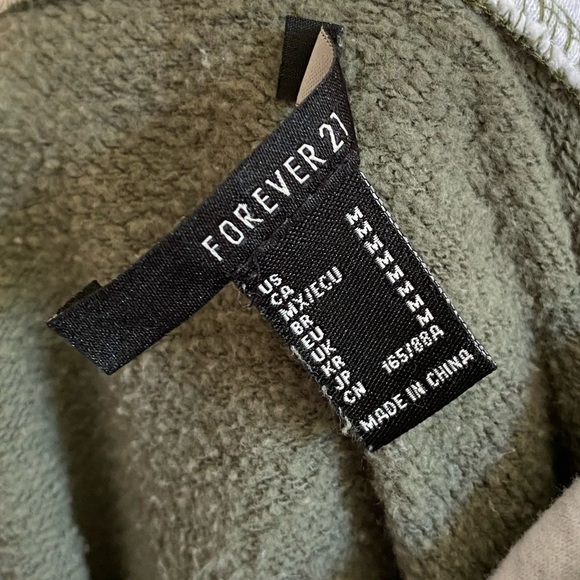 FOREVER 21
US M
CA M
MX/ECU M
BR M
EU M
UK M
KR M
JP M
CN 165/88A
MADE IN CHINA